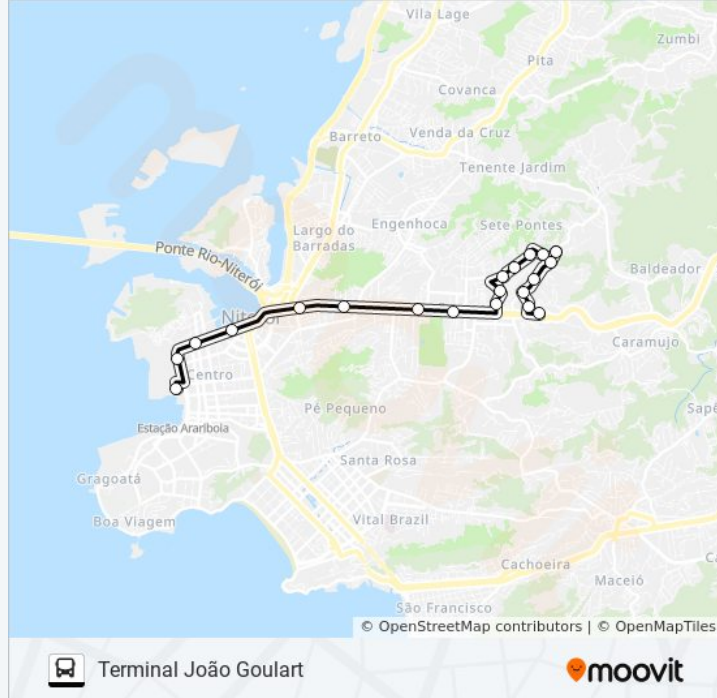 Vila Lage
Zumbi
Pita
Covanca
Barreto
Venda da Cruz
Tenente Jardim
Largo do
Barradas
Engenhoca
Sete Pontes
Ponte Rio-Niterói
Baldeador
Niterói
Caramujo
Centro
Pé Pequeno
Sapê
Estação Arariboia
Santa Rosa
Gragoatá
Boa Viagem
Vital Brazil
Cachoeira
Maceió
São Francisco
© OpenStreetMap contributors | © OpenMapTiles
Terminal João Goulart
moovit